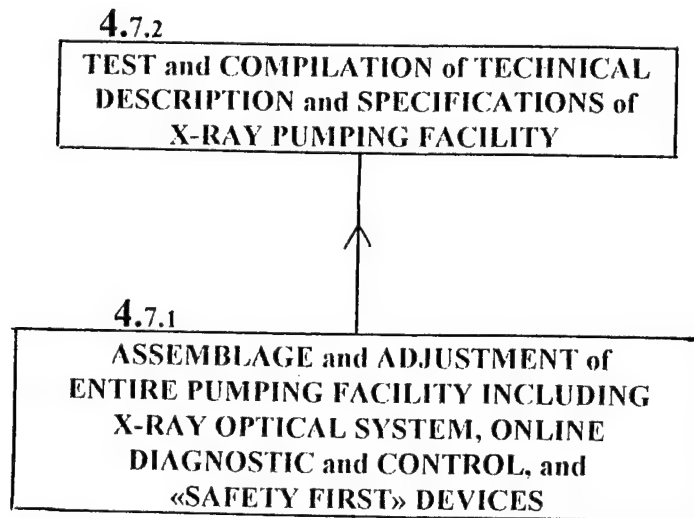 4.7.2
TEST and COMPILATION of TECHNICAL
DESCRIPTION and SPECIFICATIONS of
X-RAY PUMPING FACILITY
4.7.1
ASSEMBLAGE and ADJUSTMENT of
ENTIRE PUMPING FACILITY INCLUDING
X-RAY OPTICAL SYSTEM, ONLINE
DIAGNOSTIC and CONTROL, and
«SAFETY FIRST» DEVICES